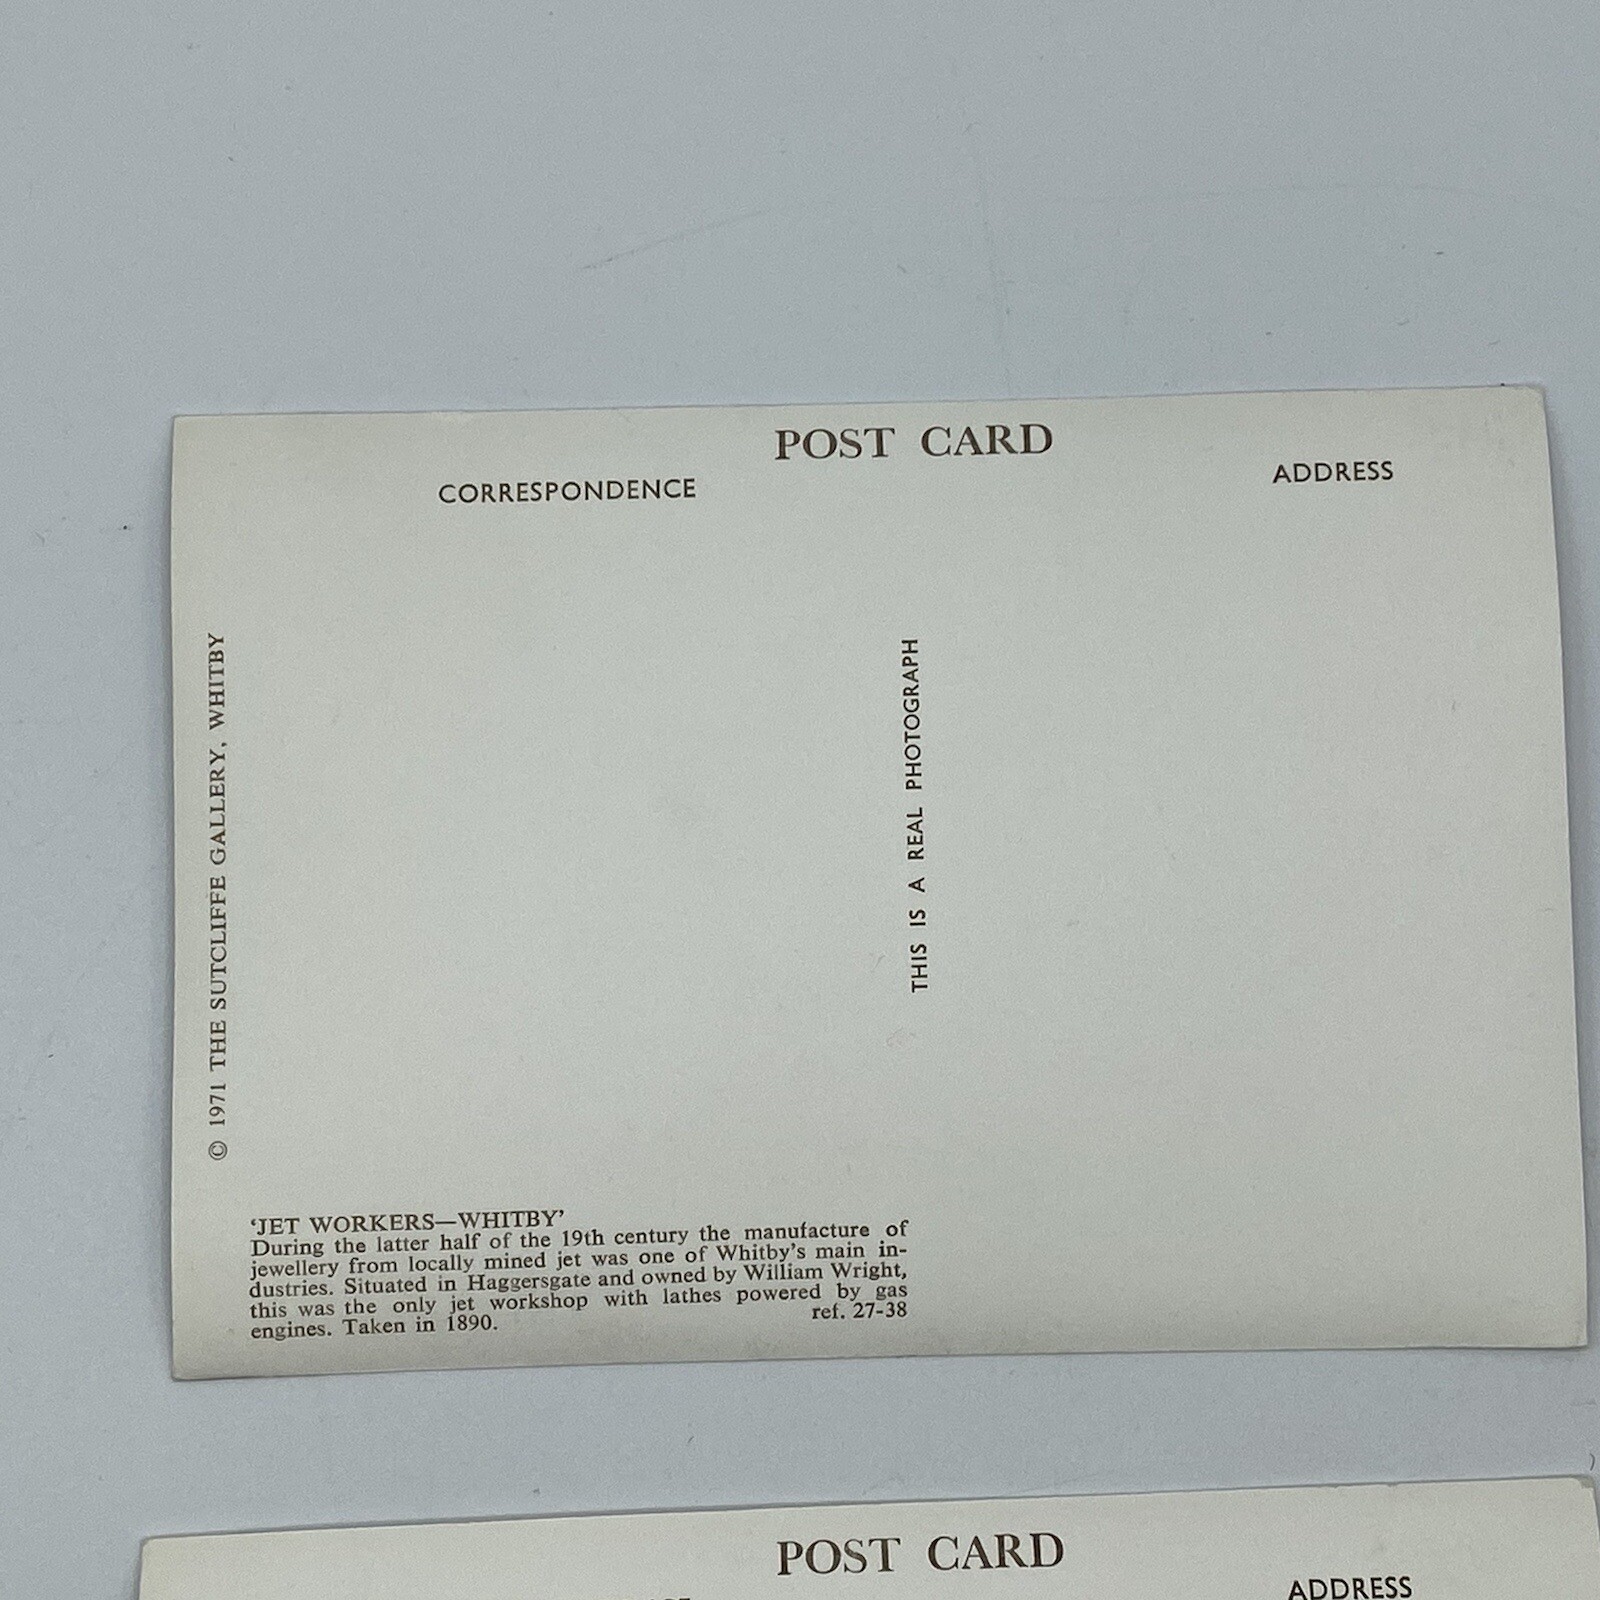 POST CARD
CORRESPONDENCE
ADDRESS
© 1971 THE SUTCLIFFE GALLERY, WHITBY
THIS IS A REAL PHOTOGRAPH
‘JET WORKERS—WHITBY’
During the latter half of the 19th century the manufacture of
jewellery from locally mined jet was one of Whitby’s main in-
dustries. Situated in Haggersgate and owned by William Wright,
this was the only jet workshop with lathes powered by gas
engines. Taken in 1890. ref. 27-38
POST CARD
ADDRESS